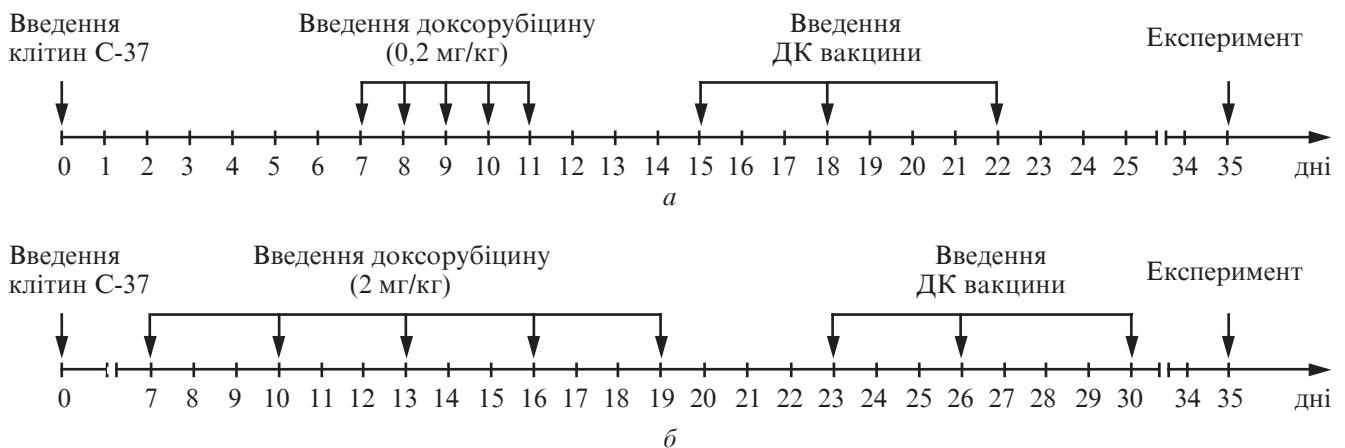 Введення
клітин С-37
Введення доксорубіцину
(0,2 мг/кг)
Введення
ДК вакцини
Експеримент
0 1 2 3 4 5 6 7 8 9 10 11 12 13 14 15 16 17 18 19 20 21 22 23 24 25 34 35 дні
а
Введення
клітин С-37
Введення доксорубіцину
(2 мг/кг)
Введення
ДК вакцини
Експеримент
0 7 8 9 10 11 12 13 14 15 16 17 18 19 20 21 22 23 24 25 26 27 28 29 30 34 35 дні
б